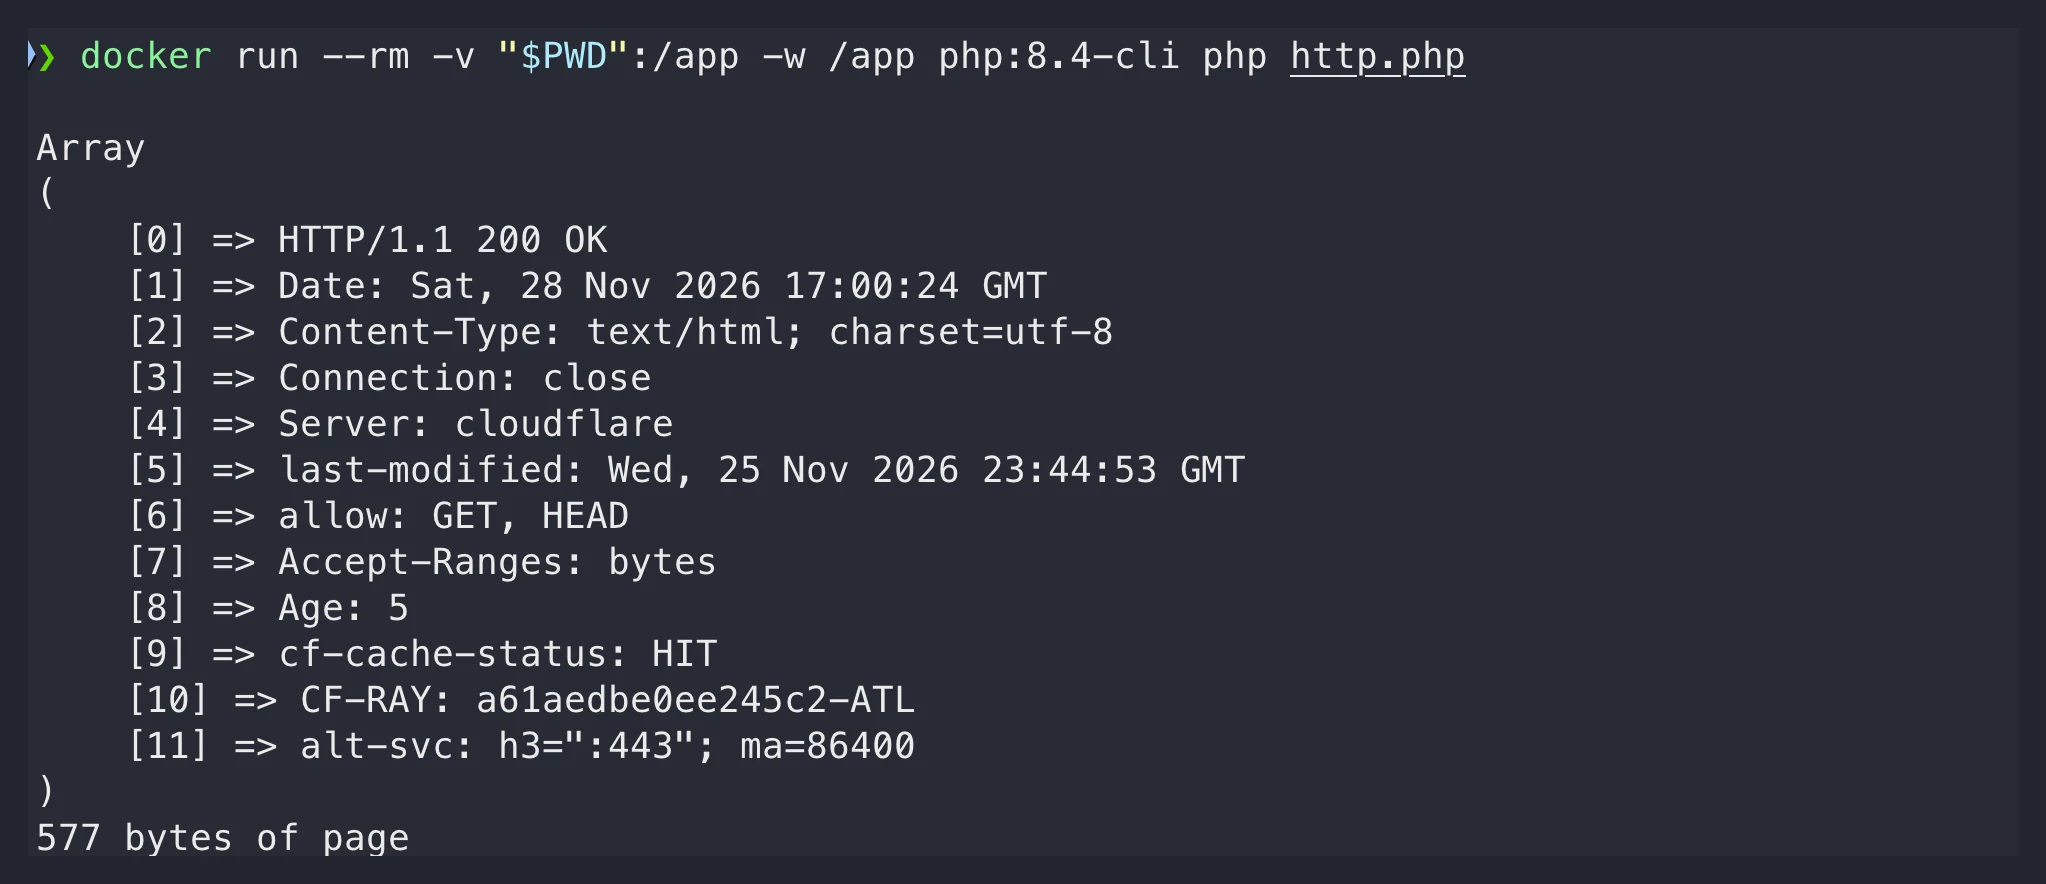 ❯ docker run --rm -v "$PWD":/app -w /app php:8.4-cli php http.php
Array
(
    [0] => HTTP/1.1 200 OK
    [1] => Date: Sat, 28 Nov 2026 17:00:24 GMT
    [2] => Content-Type: text/html; charset=utf-8
    [3] => Connection: close
    [4] => Server: cloudflare
    [5] => last-modified: Wed, 25 Nov 2026 23:44:53 GMT
    [6] => allow: GET, HEAD
    [7] => Accept-Ranges: bytes
    [8] => Age: 5
    [9] => cf-cache-status: HIT
    [10] => CF-RAY: a61aedbe0ee245c2-ATL
    [11] => alt-svc: h3=":443"; ma=86400
)
577 bytes of page